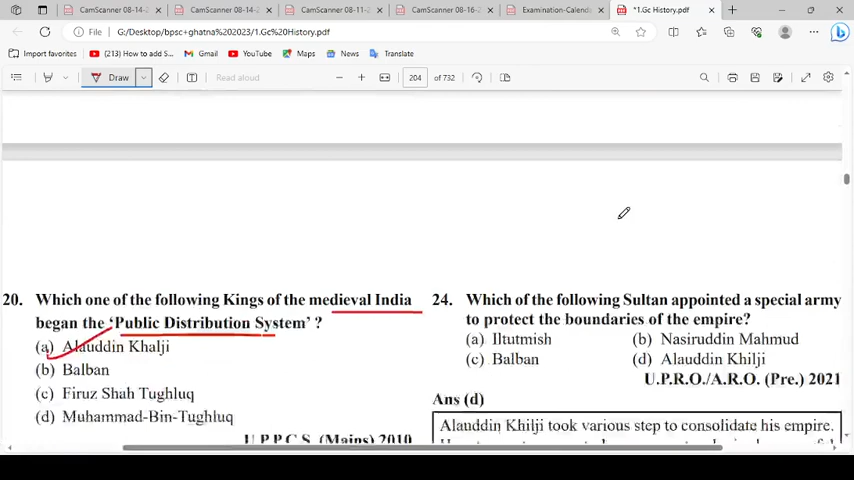 CamScanner 08-14-2
CamScanner 08-14-2
CamScanner 08-11-2
CamScanner 08-16-2
Examination-Calend
*1.Gc History.pdf
File
G:/Desktop/bpsc+ghatna%202023/1.Gc%20History.pdf
Import favorites
(213) How to add S...
Gmail
YouTube
Maps
News
Translate
Draw
Read aloud
204 of 732
20. Which one of the following Kings of the medieval India
began the 'Public Distribution System' ?
(a) Alauddin Khalji
(b) Balban
(c) Firuz Shah Tughluq
(d) Muhammad-Bin-Tughluq
U.P.P.C.S. (Mains) 2010
24. Which of the following Sultan appointed a special army
to protect the boundaries of the empire?
(a) Iltutmish (b) Nasiruddin Mahmud
(c) Balban (d) Alauddin Khilji
U.P.R.O./A.R.O. (Pre.) 2021
Ans (d)
Alauddin Khilji took various step to consolidate his empire.